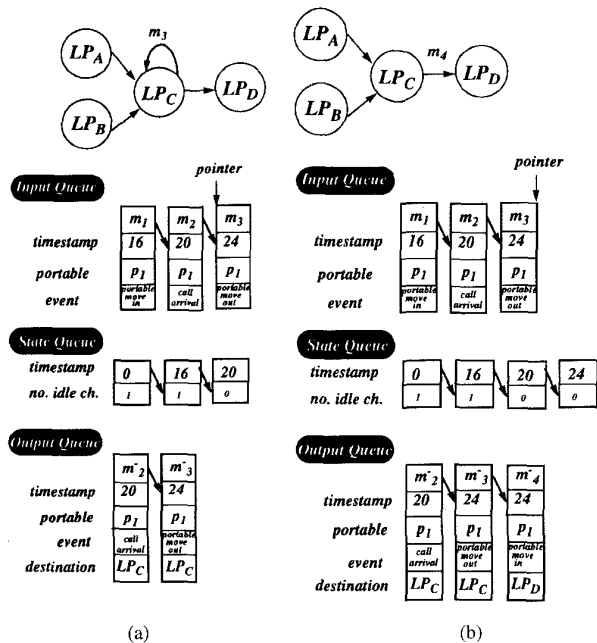 m3
LPA
LPB
LPC
LPD
Input Queue
pointer
m1 m2 m3
timestamp 16 20 24
portable p1 p1 p1
event portable move in call arrival portable move out
State Queue
timestamp 0 16 20
no. idle ch. 1 1 0
Output Queue
m-2 m-3
timestamp 20 24
portable p1 p1
event call arrival portable move out
destination LPC LPC
(a)
LPA
LPB
LPC
m4
LPD
Input Queue
pointer
m1 m2 m3
timestamp 16 20 24
portable p1 p1 p1
event portable move in call arrival portable move out
State Queue
timestamp 0 16 20 24
no. idle ch. 1 1 0 0
Output Queue
m-2 m-3 m-4
timestamp 20 24 24
portable p1 p1 p1
event call arrival portable move out portable move in
destination LPC LPC LPD
(b)